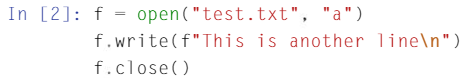 In [2]: f = open("test.txt", "a")
f.write(f"This is another line\n")
f.close()